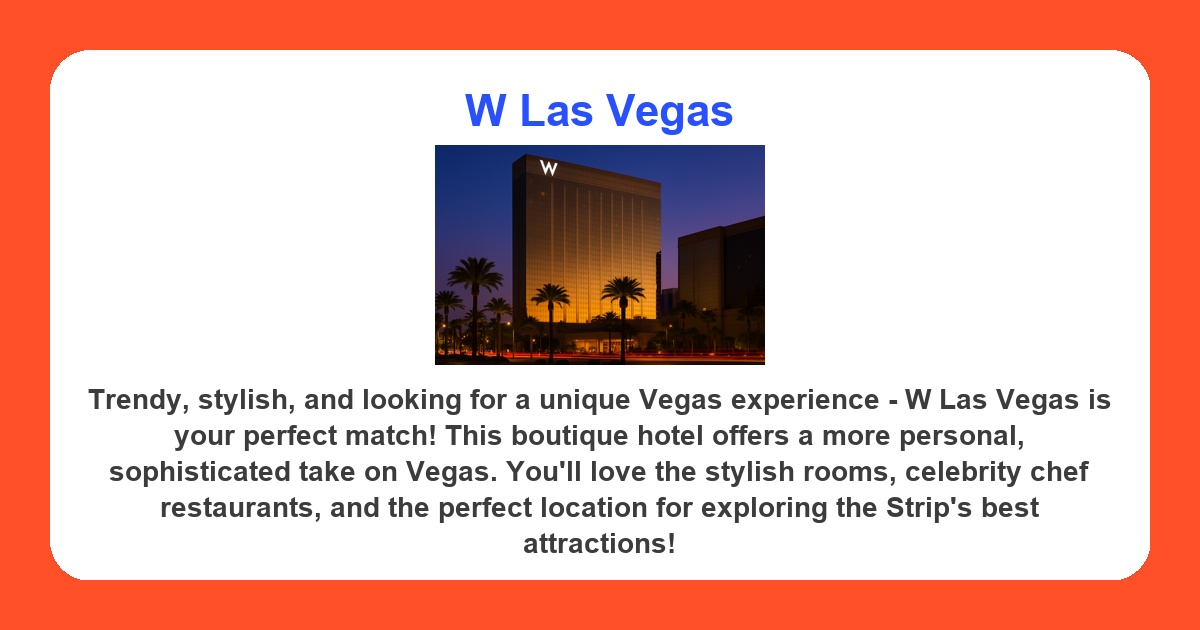 W Las Vegas
W
Trendy, stylish, and looking for a unique Vegas experience - W Las Vegas is
your perfect match! This boutique hotel offers a more personal,
sophisticated take on Vegas. You'll love the stylish rooms, celebrity chef
restaurants, and the perfect location for exploring the Strip's best
attractions!